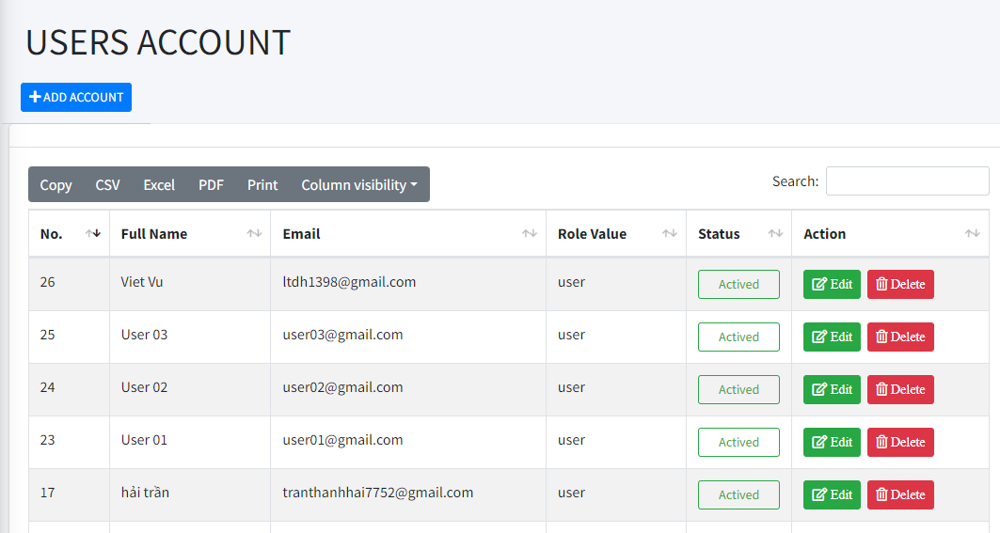 USERS ACCOUNT
ADD ACCOUNT
Copy CSV Excel PDF Print Column visibility Search:
No. Full Name Email Role Value Status Action
26 Viet Vu ltdh1398@gmail.com user Actived Edit Delete
25 User 03 user03@gmail.com user Actived Edit Delete
24 User 02 user02@gmail.com user Actived Edit Delete
23 User 01 user01@gmail.com user Actived Edit Delete
17 hải trần tranthanhhai7752@gmail.com user Actived Edit Delete